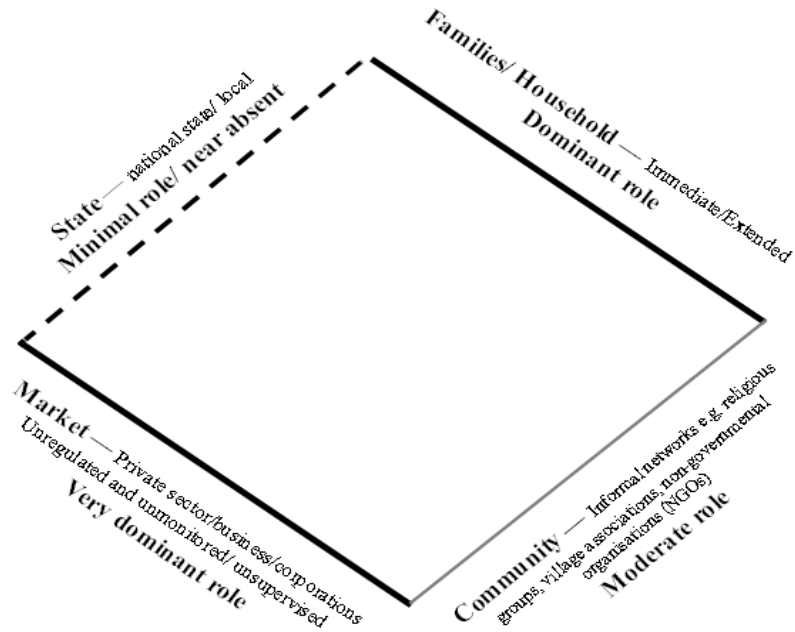 State— national state/ local
Minimal role/ near absent
Families/ Household — Immediate/Extended
Dominant role
Market — Private sector/business/corporations
Unregulated and unmonitored/ unsupervised
Very dominant role
Community — Informal networks e.g. religious
groups, village associations, non-governmental
organisations (NGOs)
Moderate role